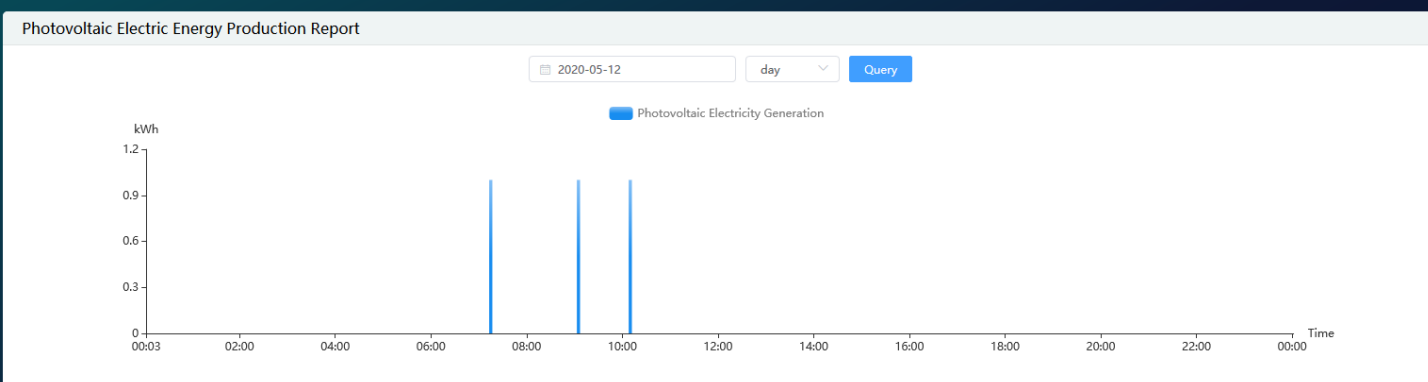 Photovoltaic Electric Energy Production Report
2020-05-12 day Query
Photovoltaic Electricity Generation
kWh
1.2
0.9
0.6
0.3
0
Time
00:03 02:00 04:00 06:00 08:00 10:00 12:00 14:00 16:00 18:00 20:00 22:00 00:00